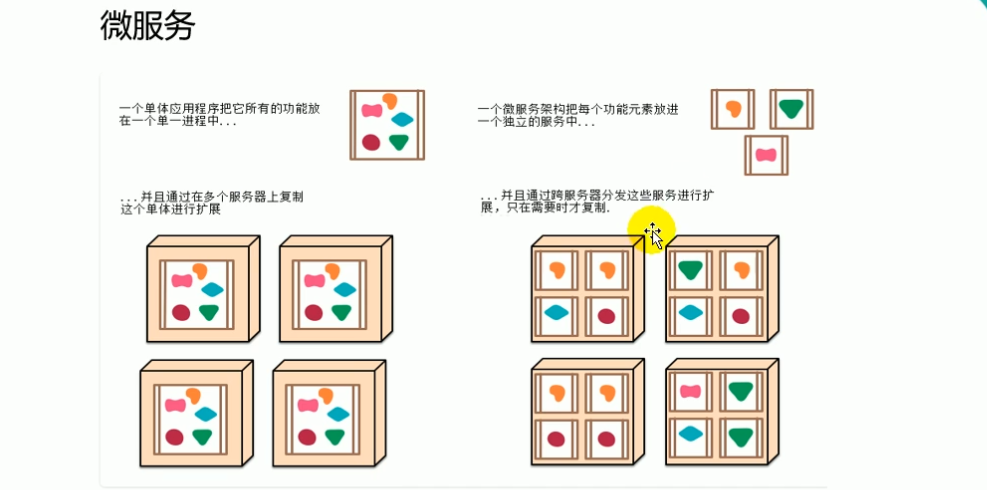 微服务
一个单体应用程序把它所有的功能放
在一个单一进程中...
一个微服务架构把每个功能元素放进
一个独立的服务中...
...并且通过在多个服务器上复制
这个单体进行扩展
...并且通过跨服务器分发这些服务进行扩
展，只在需要时才复制.